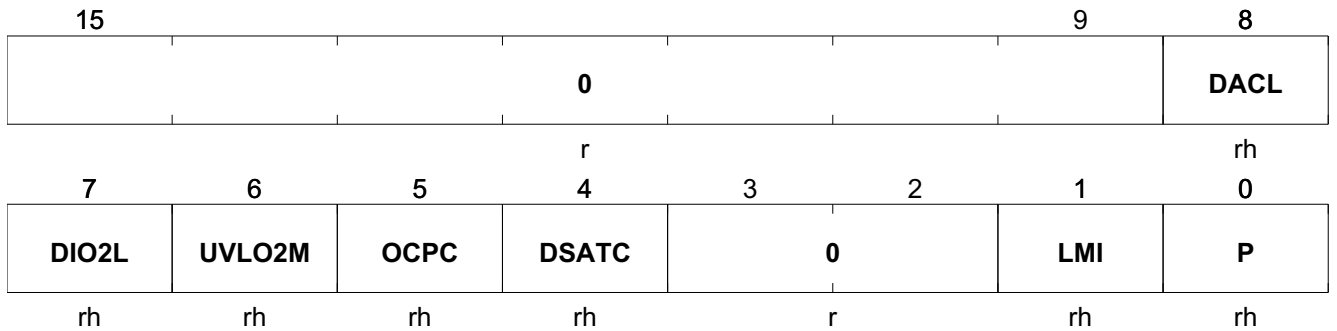 15 9 8
0 DACL
r rh
7 6 5 4 3 2 1 0
DIO2L UVLO2M OCPC DSATC 0 LMI P
rh rh rh rh r rh rh